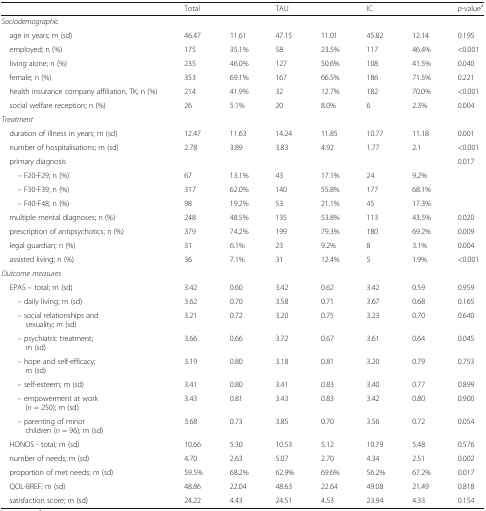 Total TAU IC p-valueᵃ
Sociodemographic
age in years; m (sd) 46.47 11.61 47.15 11.01 45.82 12.14 0.195
employed; n (%) 175 35.1% 58 23.5% 117 46.4% <0.001
living alone; n (%) 235 46.0% 127 50.6% 108 41.5% 0.040
female; n (%) 353 69.1% 167 66.5% 186 71.5% 0.221
health insurance company affiliation, TK; n (%) 214 41.9% 32 12.7% 182 70.0% <0.001
social welfare reception; n (%) 26 5.1% 20 8.0% 6 2.3% 0.004
Treatment
duration of illness in years; m (sd) 12.47 11.63 14.24 11.85 10.77 11.18 0.001
number of hospitalisations; m (sd) 2.78 3.89 3.83 4.92 1.77 2.1 <0.001
primary diagnosis 0.017
– F20-F29; n (%) 67 13.1% 43 17.1% 24 9.2%
– F30-F39; n (%) 317 62.0% 140 55.8% 177 68.1%
– F40-F48; n (%) 98 19.2% 53 21.1% 45 17.3%
multiple mental diagnoses; n (%) 248 48.5% 135 53.8% 113 43.5% 0.020
prescription of antipsychotics; n (%) 379 74.2% 199 79.3% 180 69.2% 0.009
legal guardian; n (%) 31 6.1% 23 9.2% 8 3.1% 0.004
assisted living; n (%) 36 7.1% 31 12.4% 5 1.9% <0.001
Outcome measures
EPAS – total; m (sd) 3.42 0.60 3.42 0.62 3.42 0.59 0.959
– daily living; m (sd) 3.62 0.70 3.58 0.71 3.67 0.68 0.165
– social relationships and 3.21 0.72 3.20 0.75 3.23 0.70 0.640
sexuality; m (sd)
– psychiatric treatment; 3.66 0.66 3.72 0.67 3.61 0.64 0.045
m (sd)
– hope and self-efficacy; 3.19 0.80 3.18 0.81 3.20 0.79 0.753
m (sd)
– self-esteem; m (sd) 3.41 0.80 3.41 0.83 3.40 0.77 0.899
– empowerment at work 3.43 0.81 3.43 0.83 3.42 0.80 0.900
(n = 250); m (sd)
– parenting of minor 3.68 0.73 3.85 0.70 3.56 0.72 0.054
children (n = 96); m (sd)
HONOS - total; m (sd) 10.66 5.30 10.53 5.12 10.79 5.48 0.576
number of needs; m (sd) 4.70 2.63 5.07 2.70 4.34 2.51 0.002
proportion of met needs; m (sd) 59.5% 68.2% 62.9% 69.6% 56.2% 67.2% 0.017
QOL-BREF; m (sd) 48.86 22.04 48.63 22.64 49.08 21.49 0.818
satisfaction score; m (sd) 24.22 4.43 24.51 4.53 23.94 4.33 0.154